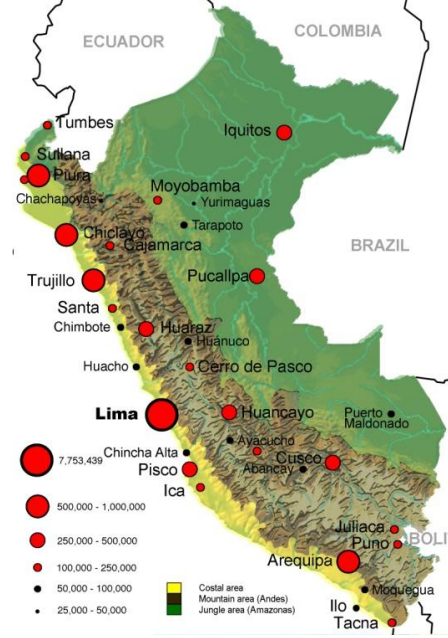 ECUADOR
COLOMBIA
Tumbes
Iquitos
Sullana
Piura
Moyobamba
Chachapoyas
Yurimaguas
Tarapoto
Chiclayo
Cajamarca
BRAZIL
Trujillo
Pucallpa
Santa
Chimbote
Huaraz
Huánuco
Huacho
Cerro de Pasco
Lima
Huancayo
Puerto
Maldonado
Ayacucho
Chincha Alta
Cusco
Abancay
7,753,439
Pisco
Ica
500,000 - 1,000,000
Juliaca
250,000 - 500,000
Puno
BOLI
Arequipa
100,000 - 250,000
50,000 - 100,000
Costal area
Moquegua
Mountain area (Andes)
25,000 - 50,000
Ilo
Jungle area (Amazonas)
Tacna